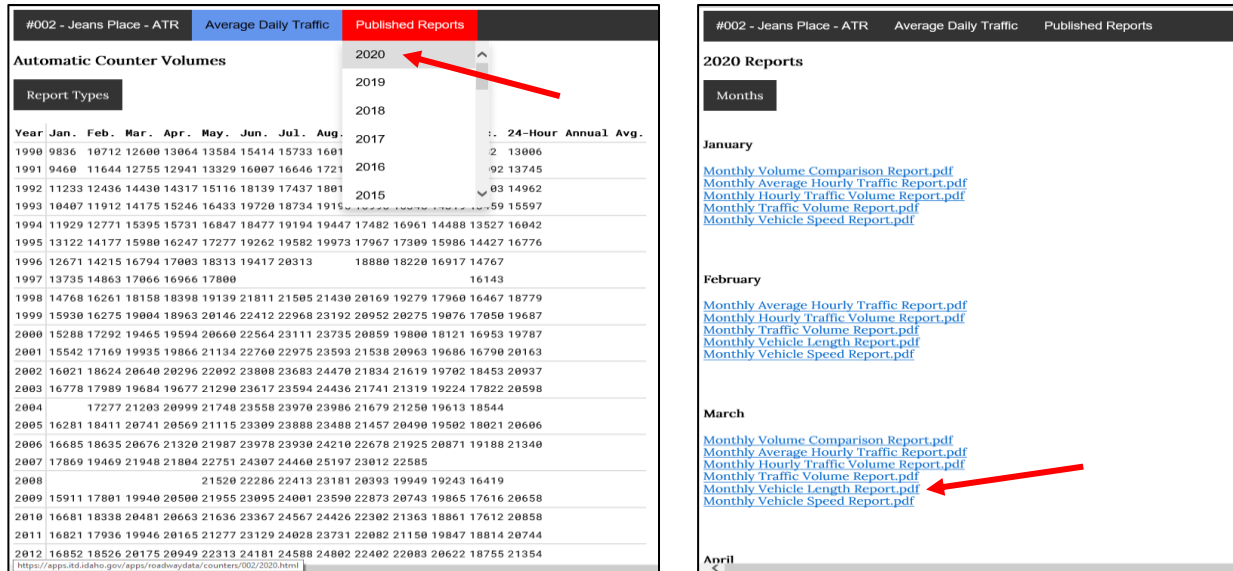 #002 - Jeans Place - ATR Average Daily Traffic Published Reports
2020
2019
2018
2017
2016
2015
Automatic Counter Volumes
Report Types
Year Jan. Feb. Mar. Apr. May. Jun. Jul. Aug. 24-Hour Annual Avg.
1990 9836 10712 12600 13064 13584 15414 15733 1601 2 13006
1991 9460 11644 12755 12941 13329 16007 16646 1721 92 13745
1992 11233 12436 14430 14317 15116 18139 17437 1801 03 14962
1993 10407 11912 14175 15246 16433 19720 18734 15597
1994 11929 12771 15395 15731 16847 18477 19194 19447 17482 16961 14488 13527 16042
1995 13122 14177 15980 16247 17277 19262 19582 19973 17967 17309 15986 14427 16776
1996 12671 14215 16794 17003 18313 19417 20313 18880 18220 16917 14767
1997 13735 14863 17066 16966 17800 16143
1998 14768 16261 18158 18398 19139 21811 21505 21430 20169 19279 17960 16467 18779
1999 15930 16275 19004 18963 20146 22412 22968 23192 20952 20275 19076 17050 19687
2000 15288 17292 19465 19594 20660 22564 23111 23735 20859 19800 18121 16953 19787
2001 15542 17169 19935 19866 21134 22760 22975 23593 21538 20963 19686 16790 20163
2002 16021 18624 20640 20296 22092 23808 23683 24470 21834 21619 19702 18453 20937
2003 16778 17989 19684 19677 21290 23617 23594 24436 21741 21319 19224 17822 20598
2004 17277 21203 20999 21748 23558 23970 23986 21679 21250 19613 18544
2005 16281 18411 20741 20569 21115 23309 23888 23488 21457 20490 19502 18021 20606
2006 16685 18635 20676 21320 21987 23978 23930 24210 22678 21925 20871 19188 21340
2007 17869 19469 21948 21804 22751 24307 24460 25197 23012 22585
2008 21520 22286 22413 23181 20393 19949 19243 16419
2009 15911 17801 19940 20500 21955 23095 24001 23590 22873 20743 19865 17616 20658
2010 16681 18338 20481 20663 21636 23367 24567 24426 22302 21363 18861 17612 20858
2011 16821 17936 19946 20165 21277 23129 24028 23731 22082 21150 19847 18814 20744
2012 16852 18526 20175 20949 22313 24181 24588 24802 22402 22083 20622 18755 21354
https://apps.itd.idaho.gov/apps/roadwaydata/counters/002/2020.html
#002 - Jeans Place - ATR Average Daily Traffic Published Reports
2020 Reports
Months
January
Monthly Volume Comparison Report.pdf
Monthly Average Hourly Traffic Report.pdf
Monthly Hourly Traffic Volume Report.pdf
Monthly Traffic Volume Report.pdf
Monthly Vehicle Speed Report.pdf
February
Monthly Average Hourly Traffic Report.pdf
Monthly Hourly Traffic Volume Report.pdf
Monthly Traffic Volume Report.pdf
Monthly Vehicle Length Report.pdf
Monthly Vehicle Speed Report.pdf
March
Monthly Volume Comparison Report.pdf
Monthly Average Hourly Traffic Report.pdf
Monthly Hourly Traffic Volume Report.pdf
Monthly Traffic Volume Report.pdf
Monthly Vehicle Length Report.pdf
Monthly Vehicle Speed Report.pdf
April